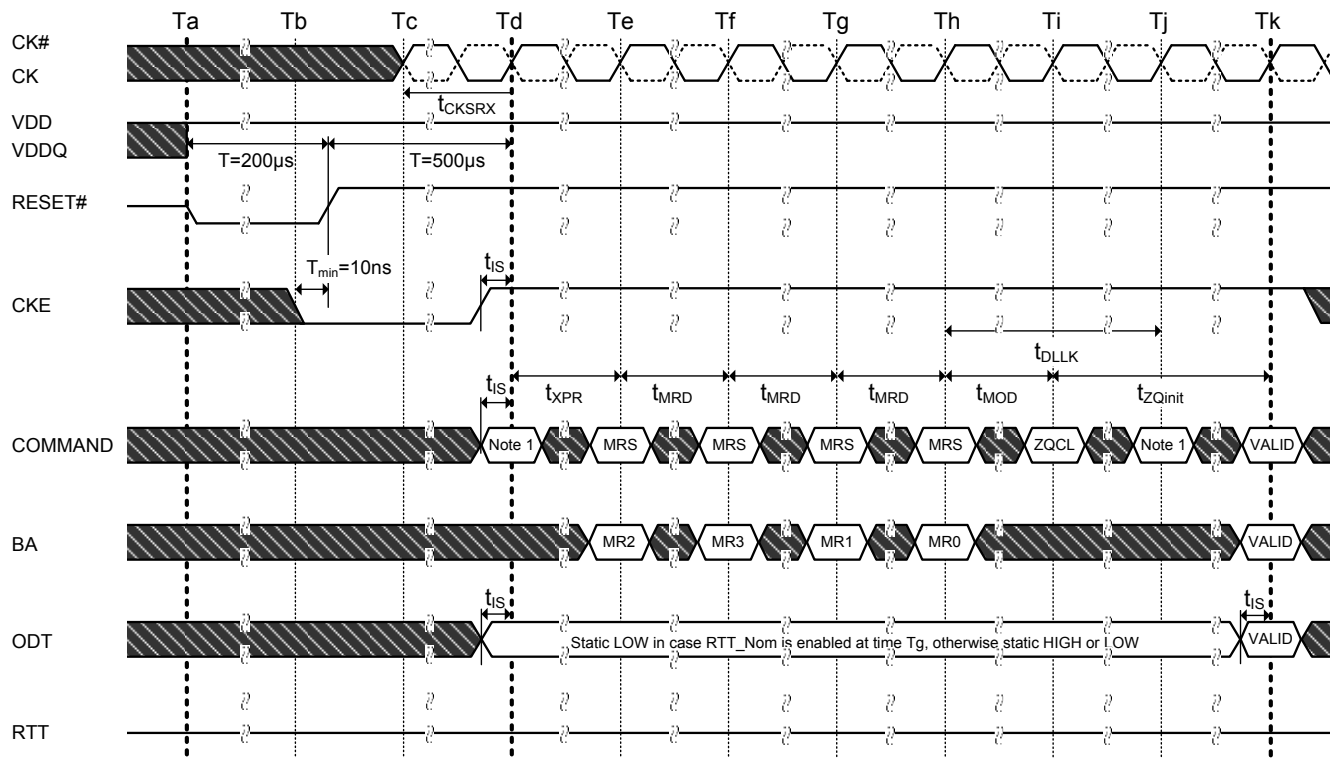 Ta Tb Tc Td Te Tf Tg Th Ti Tj Tk
CK#
CK
tCKSRX
VDD
VDDQ
T=200µs T=500µs
RESET#
Tmin=10ns tIS
CKE
tDLLK
tIS tXPR tMRD tMRD tMRD tMOD tZQinit
COMMAND Note 1 MRS MRS MRS MRS ZQCL Note 1 VALID
BA MR2 MR3 MR1 MR0 VALID
tIS tIS
ODT Static LOW in case RTT_Nom is enabled at time Tg, otherwise static HIGH or LOW VALID
RTT